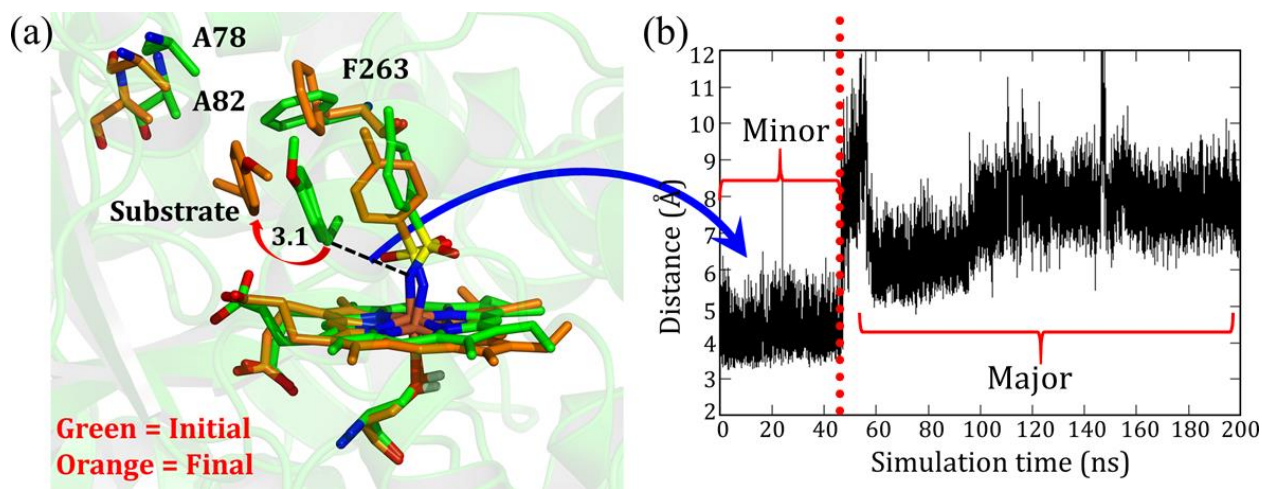 (a)
A78
A82
F263
Substrate
3.1
Green = Initial
Orange = Final
(b)
Distance (Å)
12
11
10
9
8
7
6
5
4
3
2
Minor
Major
0 20 40 60 80 100 120 140 160 180 200
Simulation time (ns)